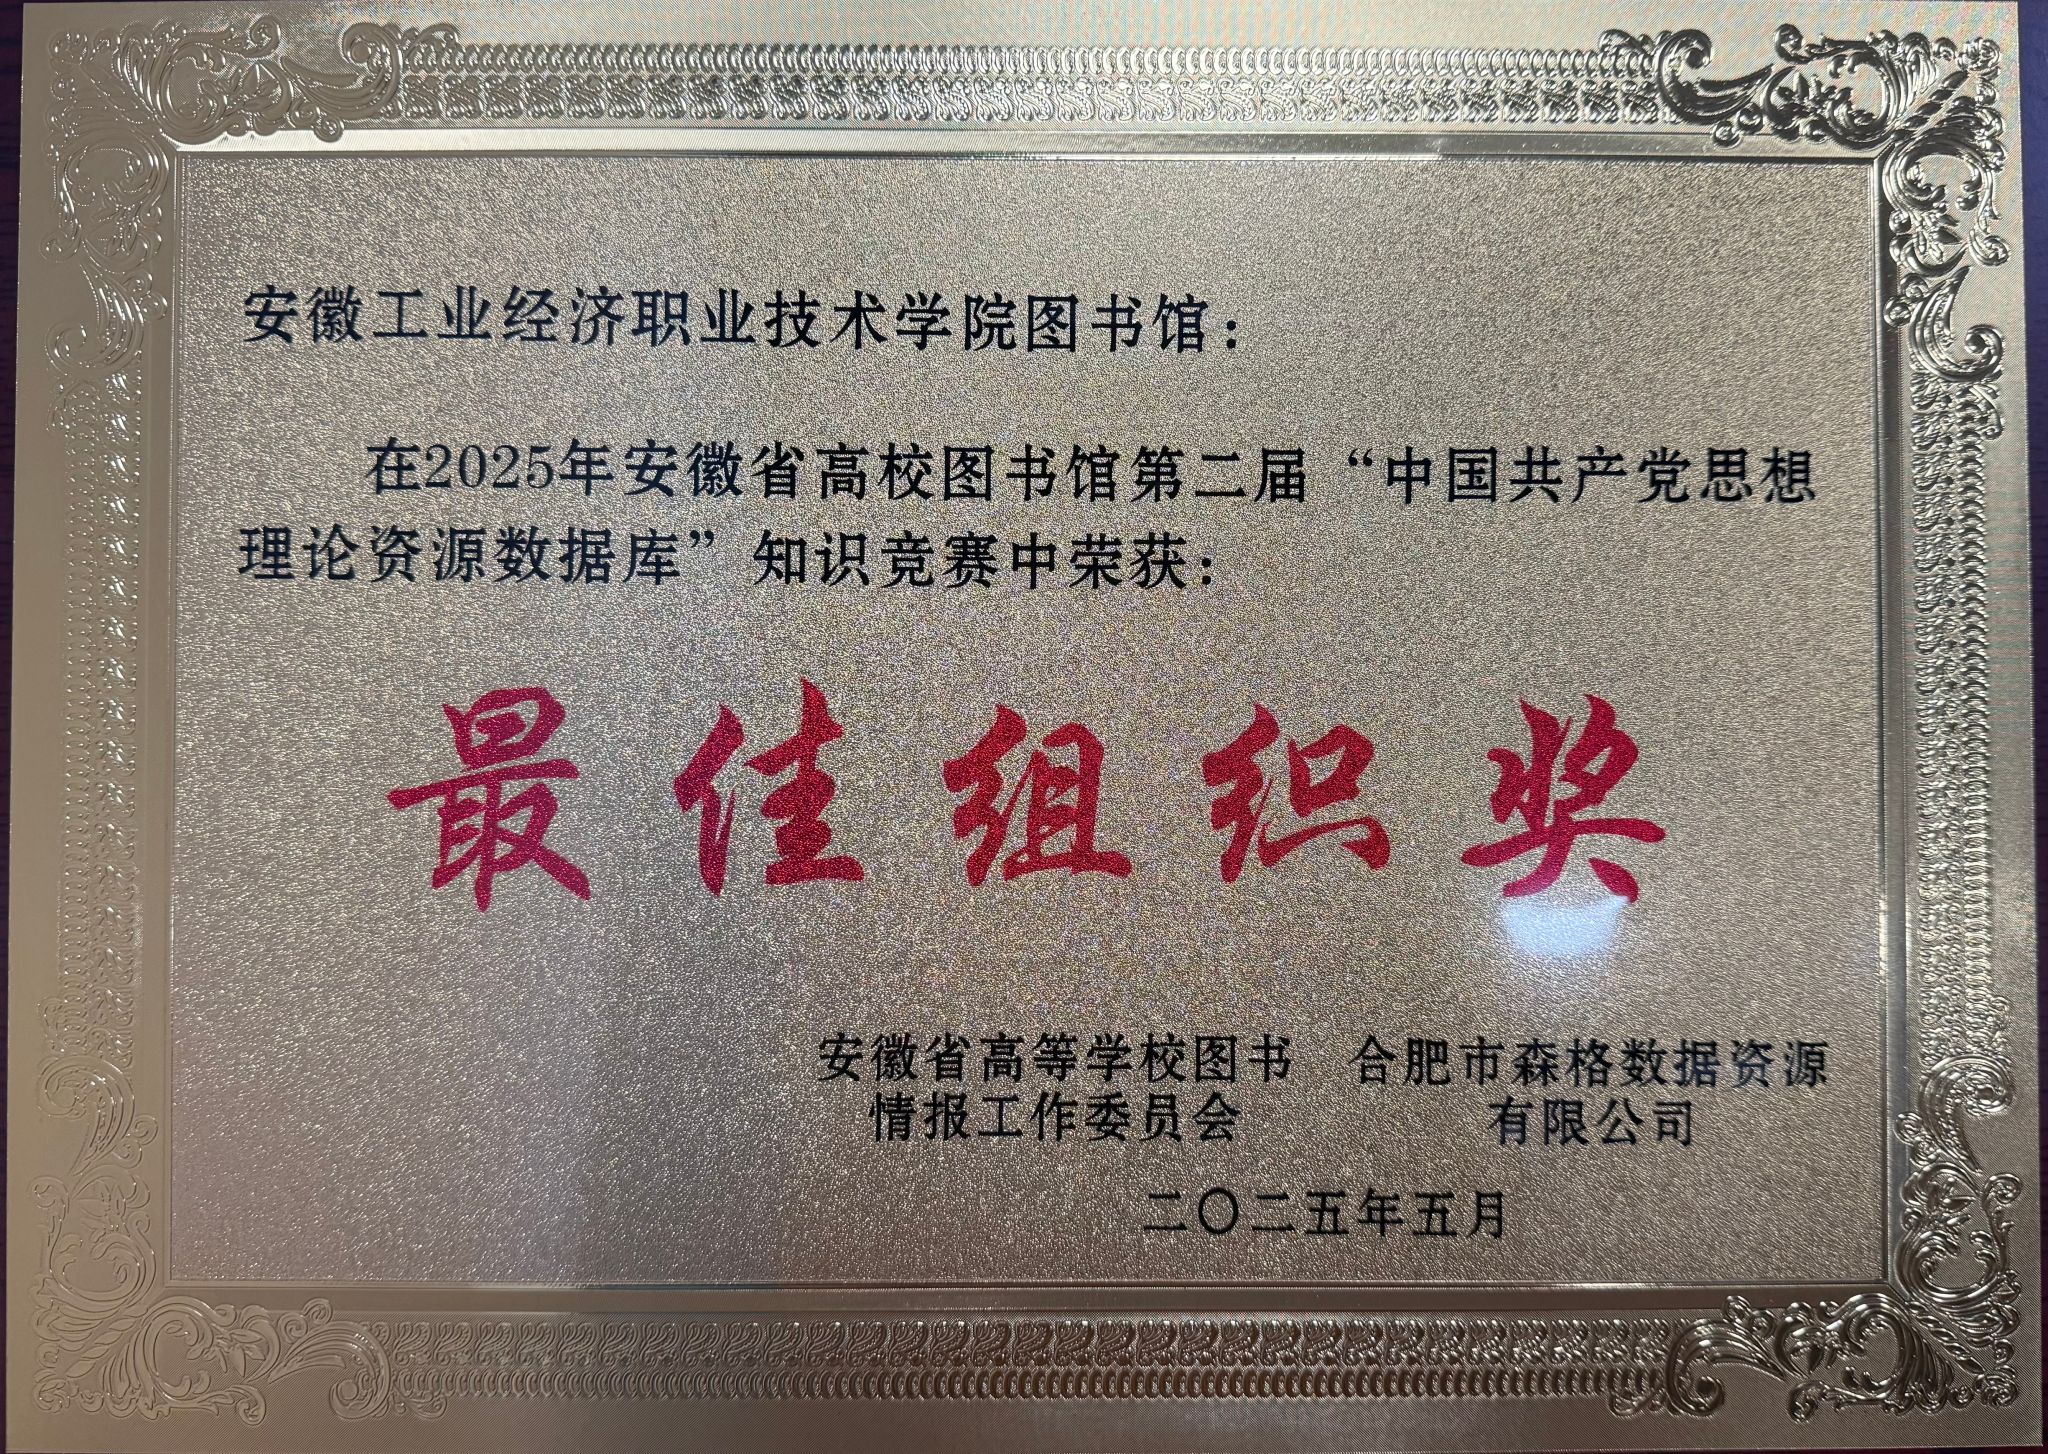 安徽工业经济职业技术学院图书馆：
在2025年安徽省高校图书馆第二届“中国共产党思想
理论资源数据库”知识竞赛中荣获：
最佳组织奖
安徽省高等学校图书
情报工作委员会
合肥市森格数据资源
有限公司
二〇二五年五月